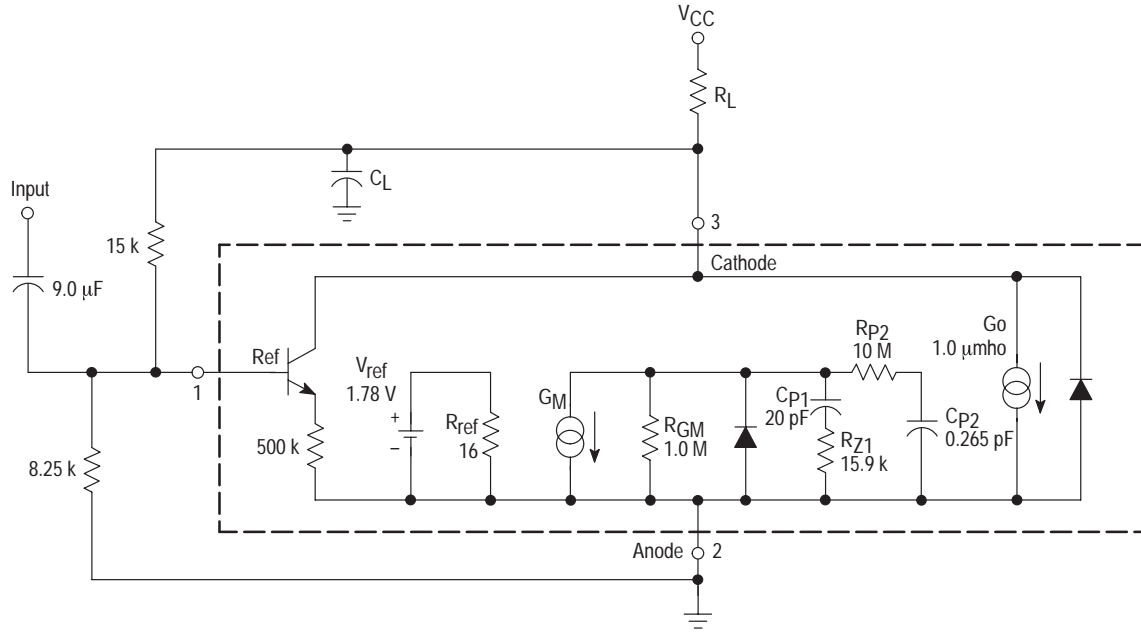 VCC
RL
CL
Input
15 k
9.0 μF
3
Cathode
Ref
1
500 k
8.25 k
Vref
1.78 V
+
–
Rref
16
GM
RGM
1.0 M
RP2
10 M
CP1
20 pF
RZ1
15.9 k
CP2
0.265 pF
Go
1.0 μmho
Anode
2